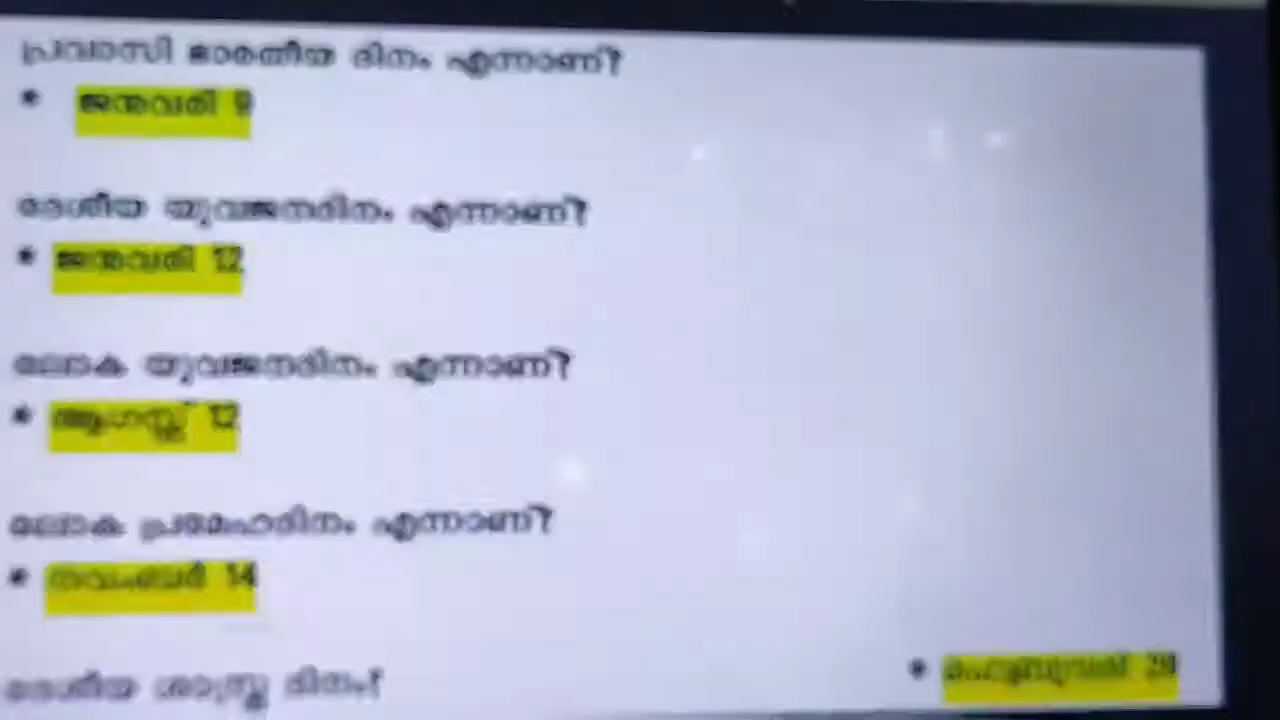 പ്രവാസി ഭാരതീയ ദിനം എന്നാണ്?
* ജനുവരി 9
ദേശീയ യുവജനദിനം എന്നാണ്?
* ജനുവരി 12
ലോക യുവജനദിനം എന്നാണ്?
* ആഗസ്റ്റ് 12
ലോക പ്രമേഹദിനം എന്നാണ്?
* നവംബർ 14
ദേശീയ ശാസ്ത്ര ദിനം?
* ഫെബ്രുവരി 28